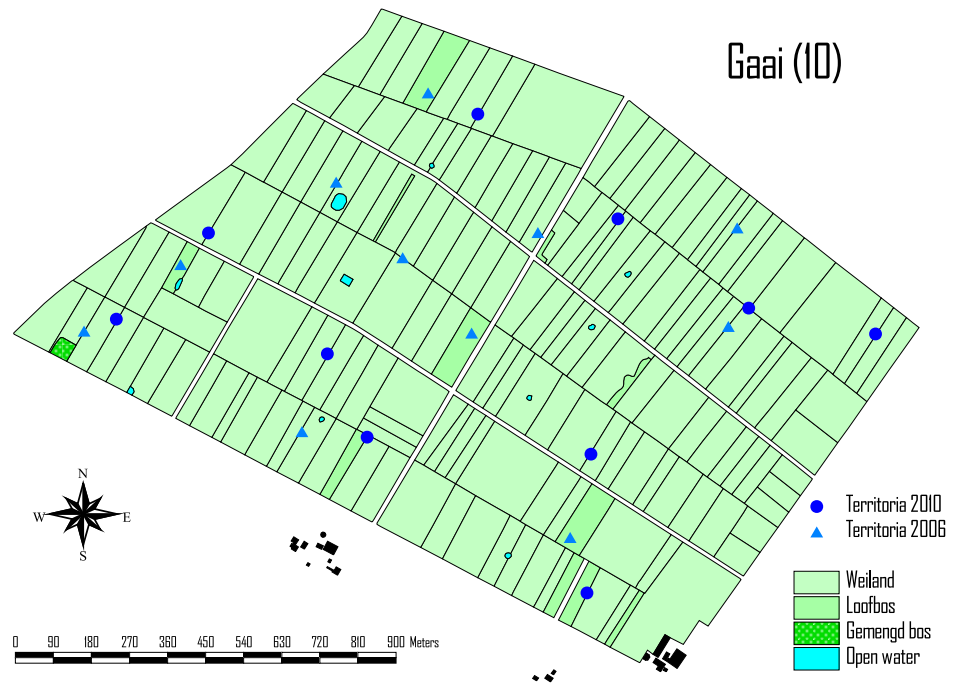 Gaai (10)
N
W E
S
Territoria 2010
Territoria 2006
Weiland
Loofbos
Gemengd bos
Open water
0 90 180 270 360 450 540 630 720 810 900 Meters